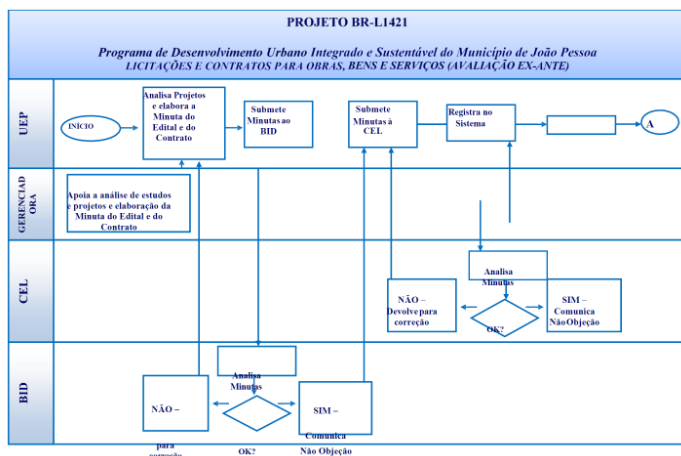 PROJETO BR-L1421
Programa de Desenvolvimento Urbano Integrado e Sustentável do Município de João Pessoa
LICITAÇÕES E CONTRATOS PARA OBRAS, BENS E SERVIÇOS (AVALIAÇÃO EX-ANTE)
UEP
INÍCIO
Analisa Projetos
e elabora a
Minuta do
Edital e do
Contrato
Submete
Minutas ao
BID
Submete
Minutas à
CEL
Registra no
Sistema
A
GERENCIAD
ORA
Apoia a análise de estudos
e projetos e elaboração da
Minuta do Edital e do
Contrato
CEL
Analisa
Minutas
NÃO –
Devolve para
correção
OK?
SIM –
Comunica
Não Objeção
BID
Analisa
Minutas
NÃO –
para
correção
OK?
SIM –
Comunica
Não Objeção